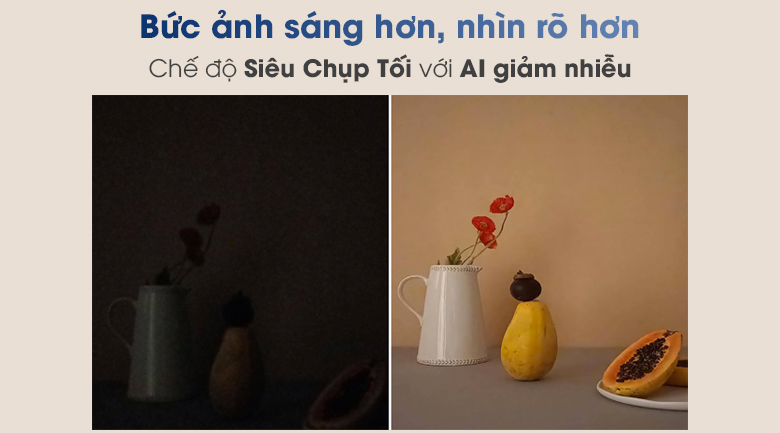 Bức ảnh sáng hơn, nhìn rõ hơn
Chế độ Siêu Chụp Tối với AI giảm nhiễu